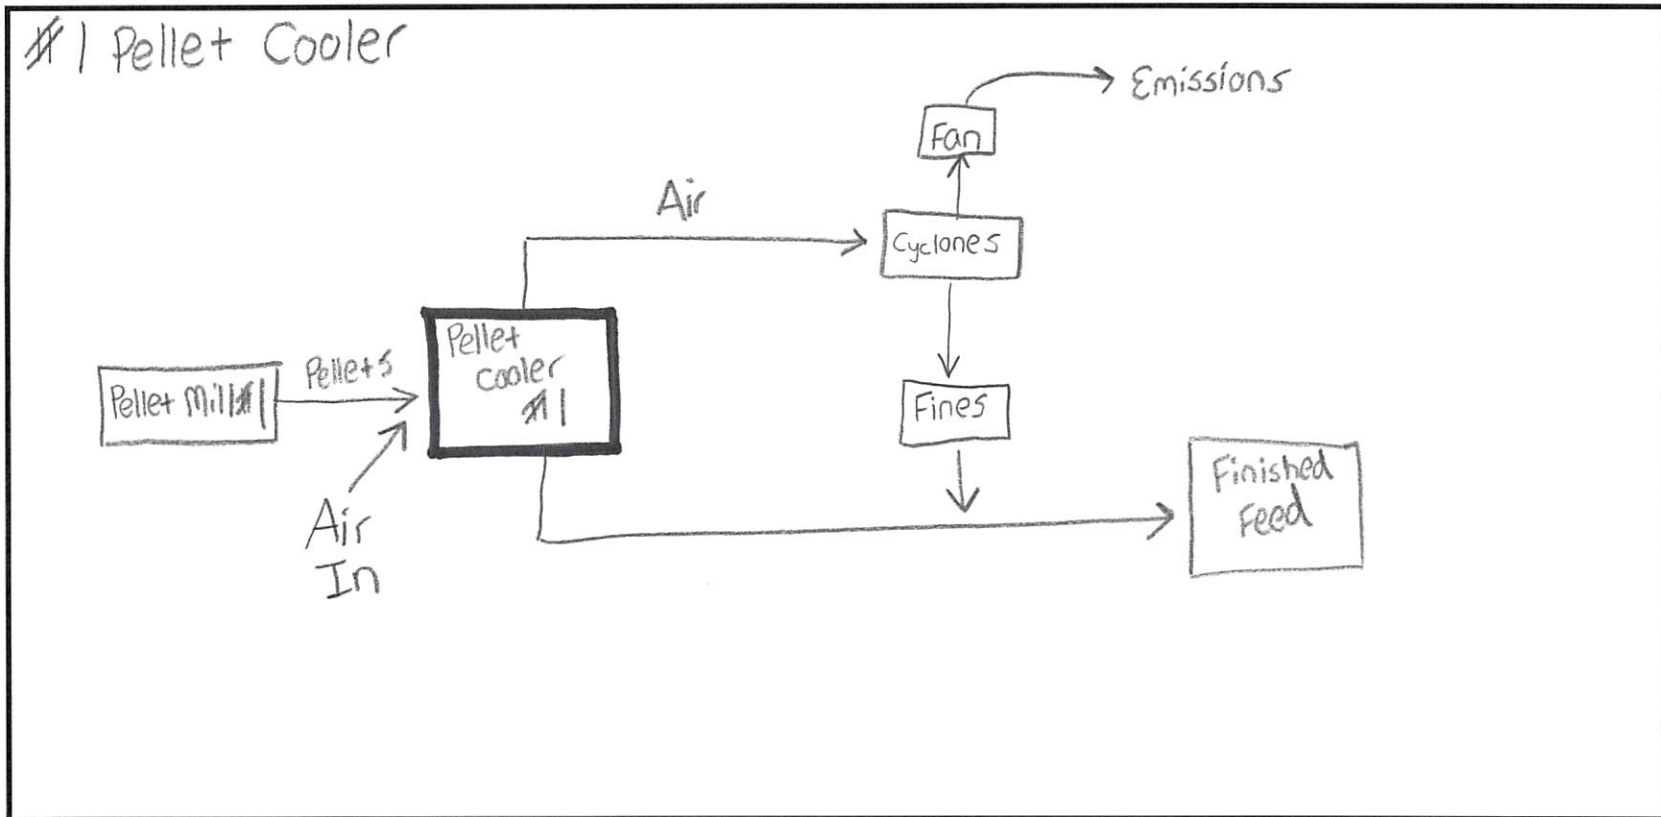 #1 Pellet Cooler
Emissions
Fan
Air
Cyclones
Pellet
Cooler
#1
Pellets
Pellet Mill #1
Fines
Air
In
Finished
Feed